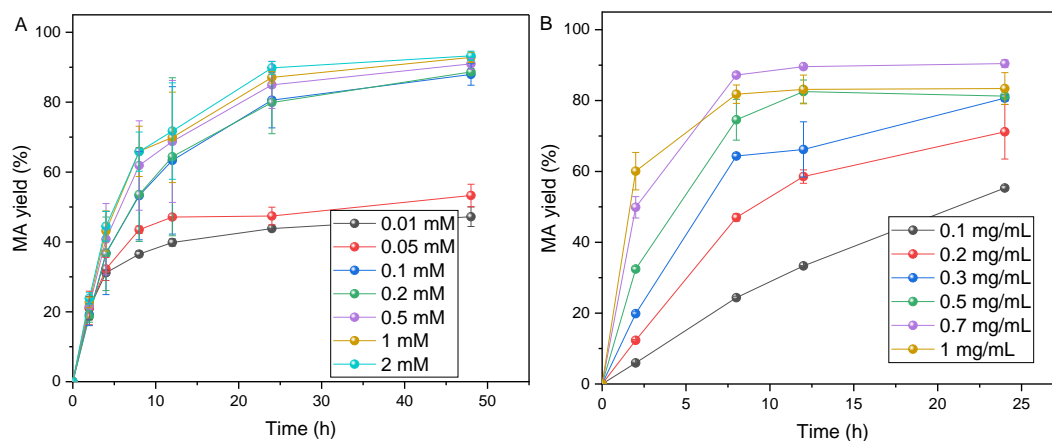 A
MA yield (%)
100
80
60
40
20
0
0 10 20 30 40 50
Time (h)
0.01 mM
0.05 mM
0.1 mM
0.2 mM
0.5 mM
1 mM
2 mM
B
MA yield (%)
100
80
60
40
20
0
0 5 10 15 20 25
Time (h)
0.1 mg/mL
0.2 mg/mL
0.3 mg/mL
0.5 mg/mL
0.7 mg/mL
1 mg/mL